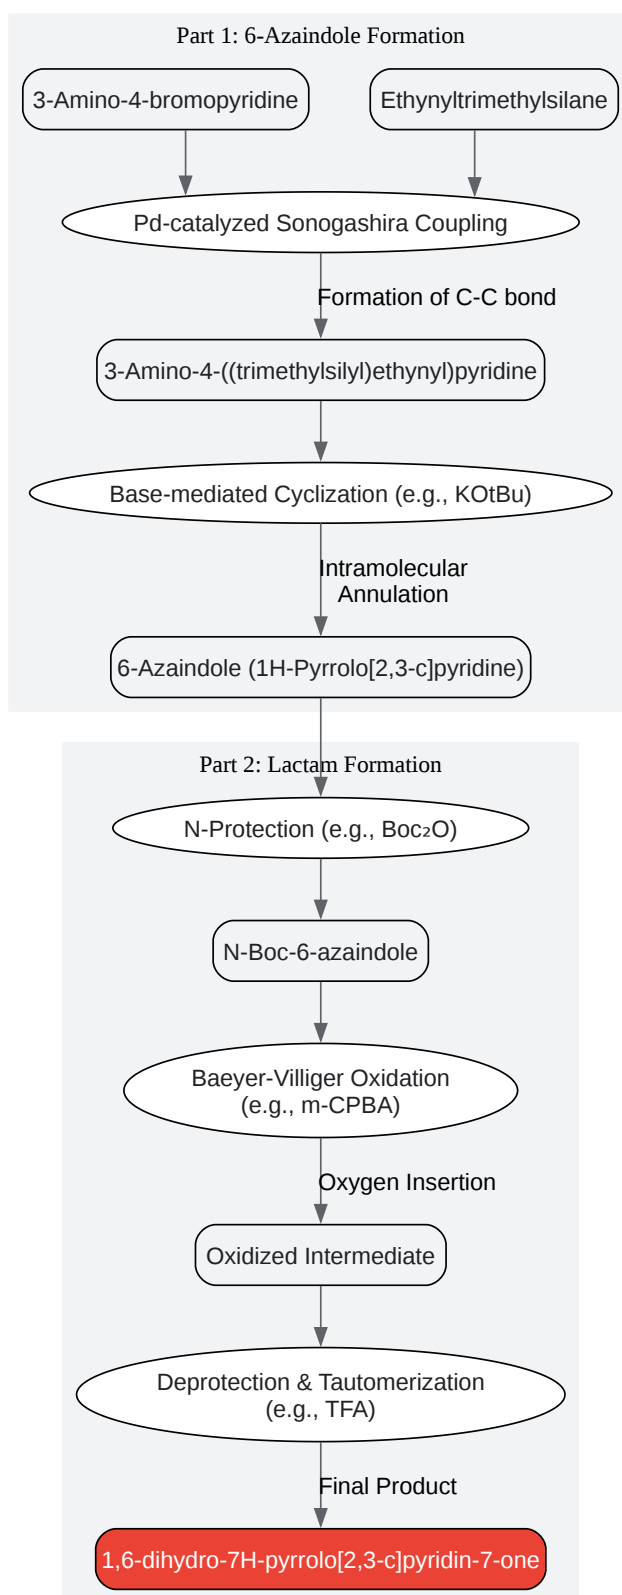 Part 1: 6-Azaindole Formation
3-Amino-4-bromopyridine
Ethynyltrimethylsilane
Pd-catalyzed Sonogashira Coupling
Formation of C-C bond
3-Amino-4-((trimethylsilyl)ethynyl)pyridine
Base-mediated Cyclization (e.g., KOtBu)
Intramolecular
Annulation
6-Azaindole (1H-Pyrrolo[2,3-c]pyridine)
Part 2: Lactam Formation
N-Protection (e.g., Boc₂O)
N-Boc-6-azaindole
Baeyer-Villiger Oxidation
(e.g., m-CPBA)
Oxygen Insertion
Oxidized Intermediate
Deprotection & Tautomerization
(e.g., TFA)
Final Product
1,6-dihydro-7H-pyrrolo[2,3-c]pyridin-7-one